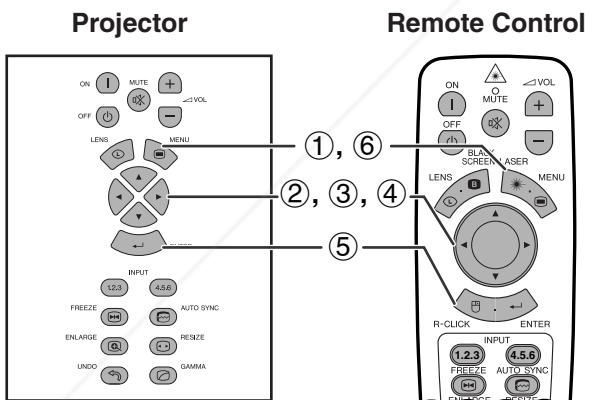 Projector
Remote Control
ON
MUTE
VOL
OFF
LENS
MENU
L
INPUT
1.2.3
4.5.6
FREEZE
AUTO SYNC
ENLARGE
RESIZE
UNDO
GAMMA
①, ⑥
②, ③, ④
⑤
ON
MUTE
VOL
OFF
BLACK
SCREEN
LASER
LENS
B
MENU
L
R-CLICK
ENTER
INPUT
1.2.3
4.5.6
FREEZE
AUTO SYNC
ENLARGE
RESIZE